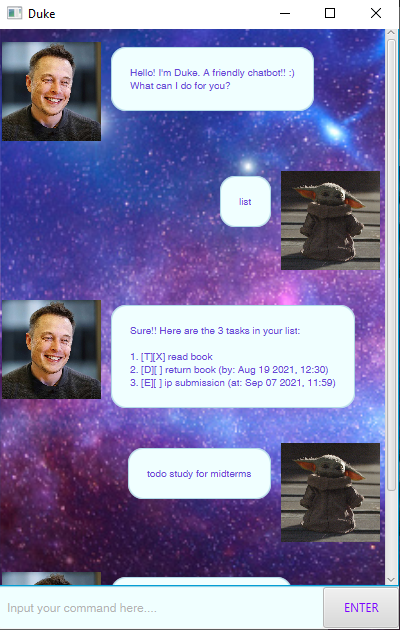 Duke
Hello! I'm Duke. A friendly chatbot!! :)
What can I do for you?
list
Sure!! Here are the 3 tasks in your list:
1. [T][X] read book
2. [D][ ] return book (by: Aug 19 2021, 12:30)
3. [E][ ] ip submission (at: Sep 07 2021, 11:59)
todo study for midterms
Input your command here....
ENTER